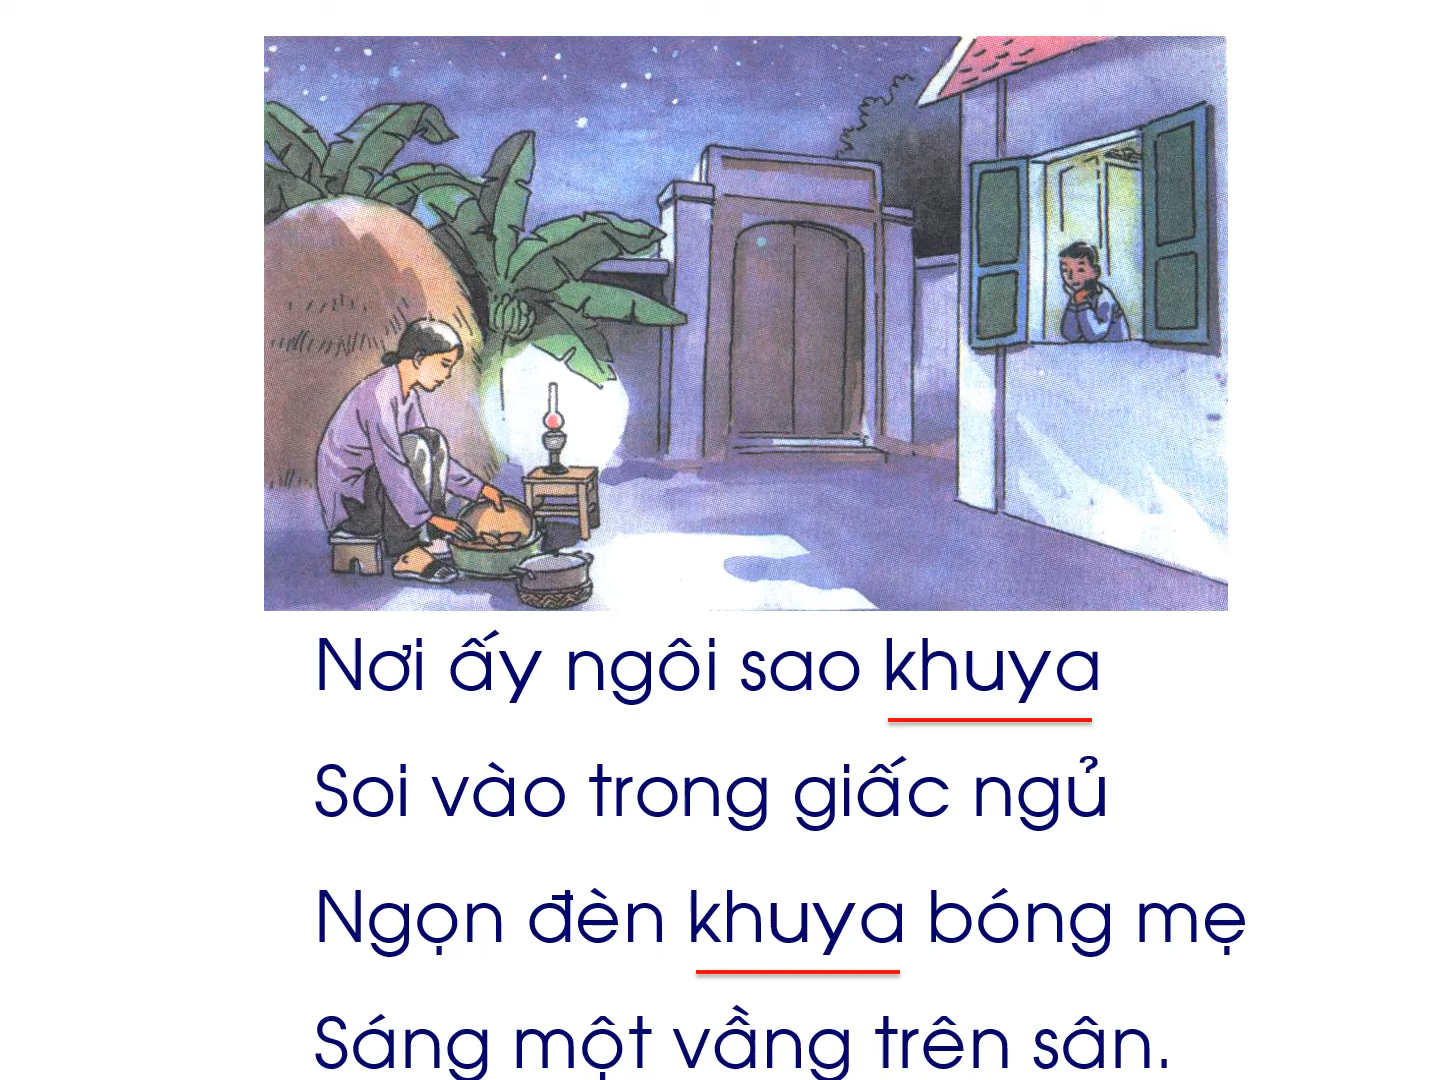 Nơi ấy ngôi sao khuya
Soi vào trong giấc ngủ
Ngọn đèn khuya bóng mẹ
Sáng một vầng trên sân.